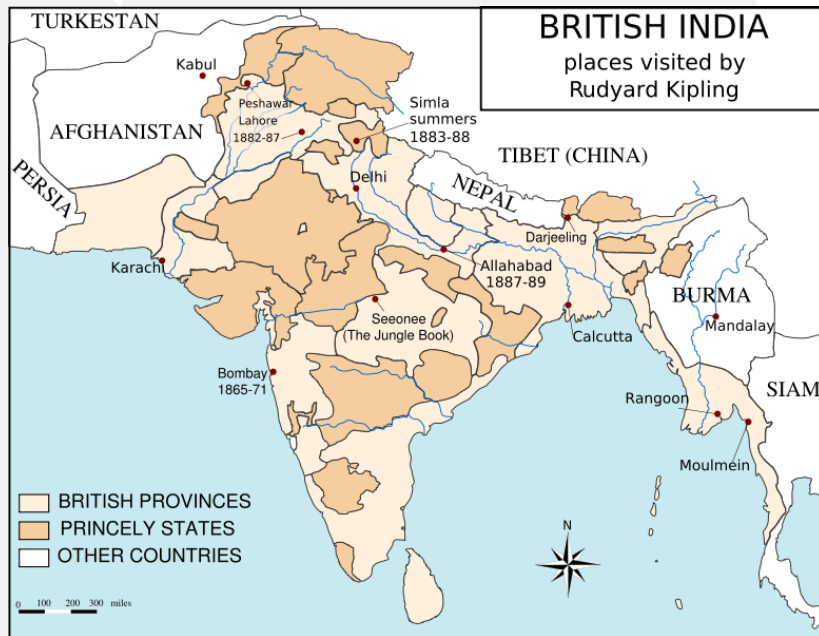 TURKESTAN
BRITISH INDIA
places visited by
Rudyard Kipling
Kabul
Peshawar
Lahore
1882-87
Simla
summers
1883-88
AFGHANISTAN
TIBET (CHINA)
PERSIA
Delhi
NEPAL
Darjeeling
Karachi
Allahabad
1887-89
BURMA
Seeonee
(The Jungle Book)
Calcutta
Mandalay
Bombay
1865-71
SIAM
Rangoon
Moulmein
BRITISH PROVINCES
PRINCELY STATES
OTHER COUNTRIES
N
0 100 200 300 miles